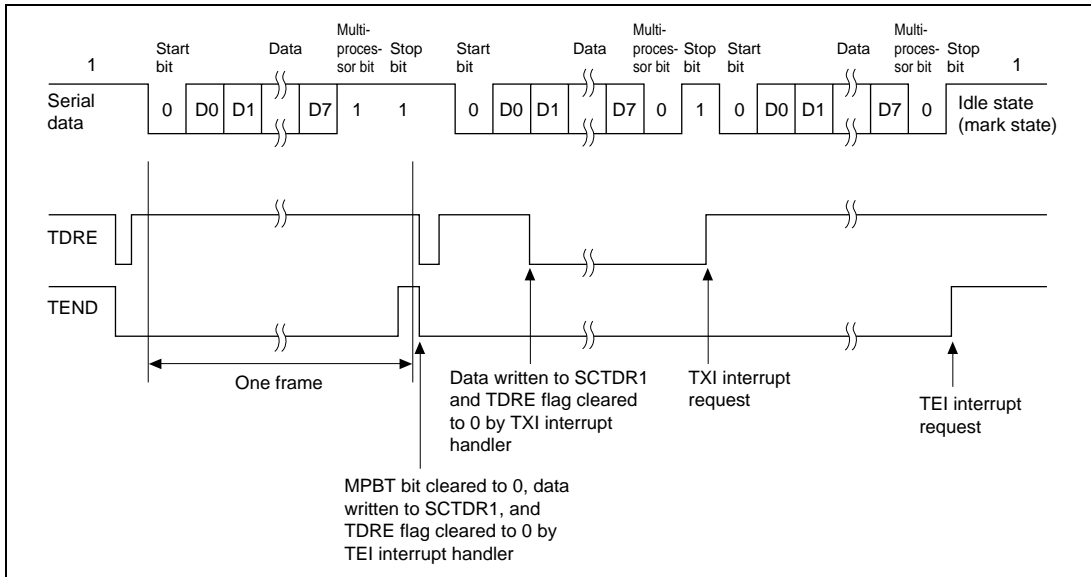 Multi-
proces-
sor bit
Multi-
proces-
sor bit
Multi-
proces-
sor bit
Start
bit
Data
Stop
bit
Start
bit
Data
Stop
bit
Start
bit
Data
Stop
bit
1
1
Serial
data
0 D0 D1 D7 1 1 0 D0 D1 D7 0 1 0 D0 D1 D7 0
Idle state
(mark state)
TDRE
TEND
One frame
Data written to SCTDR1
and TDRE flag cleared
to 0 by TXI interrupt
handler
TXI interrupt
request
TEI interrupt
request
MPBT bit cleared to 0, data
written to SCTDR1, and
TDRE flag cleared to 0 by
TEI interrupt handler